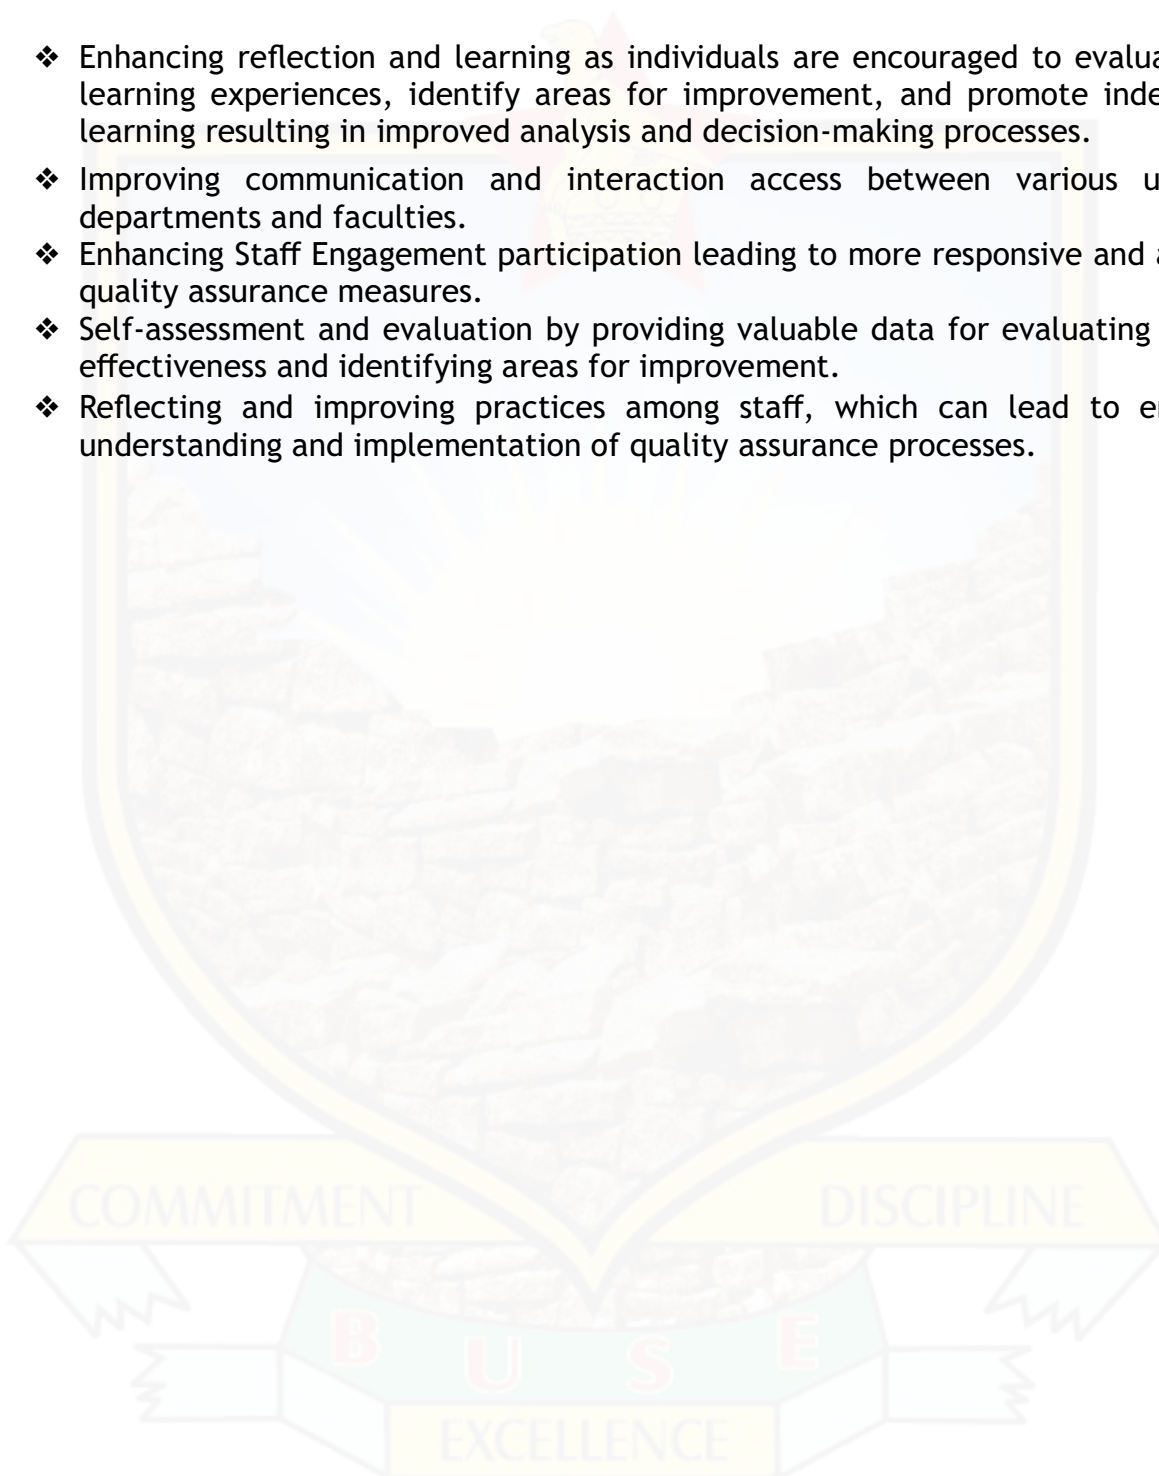 ❖ Enhancing reflection and learning as individuals are encouraged to
learning experiences, identify areas for improvement, and promote
learning resulting in improved analysis and decision-making processes.
❖ Improving communication and interaction access between various
departments and faculties.
❖ Enhancing Staff Engagement participation leading to more responsive and
quality assurance measures.
❖ Self-assessment and evaluation by providing valuable data for evaluating
effectiveness and identifying areas for improvement.
❖ Reflecting and improving practices among staff, which can lead to
understanding and implementation of quality assurance processes.
COMMITMENT DISCIPLINE
B U S E
EXCELLENCE